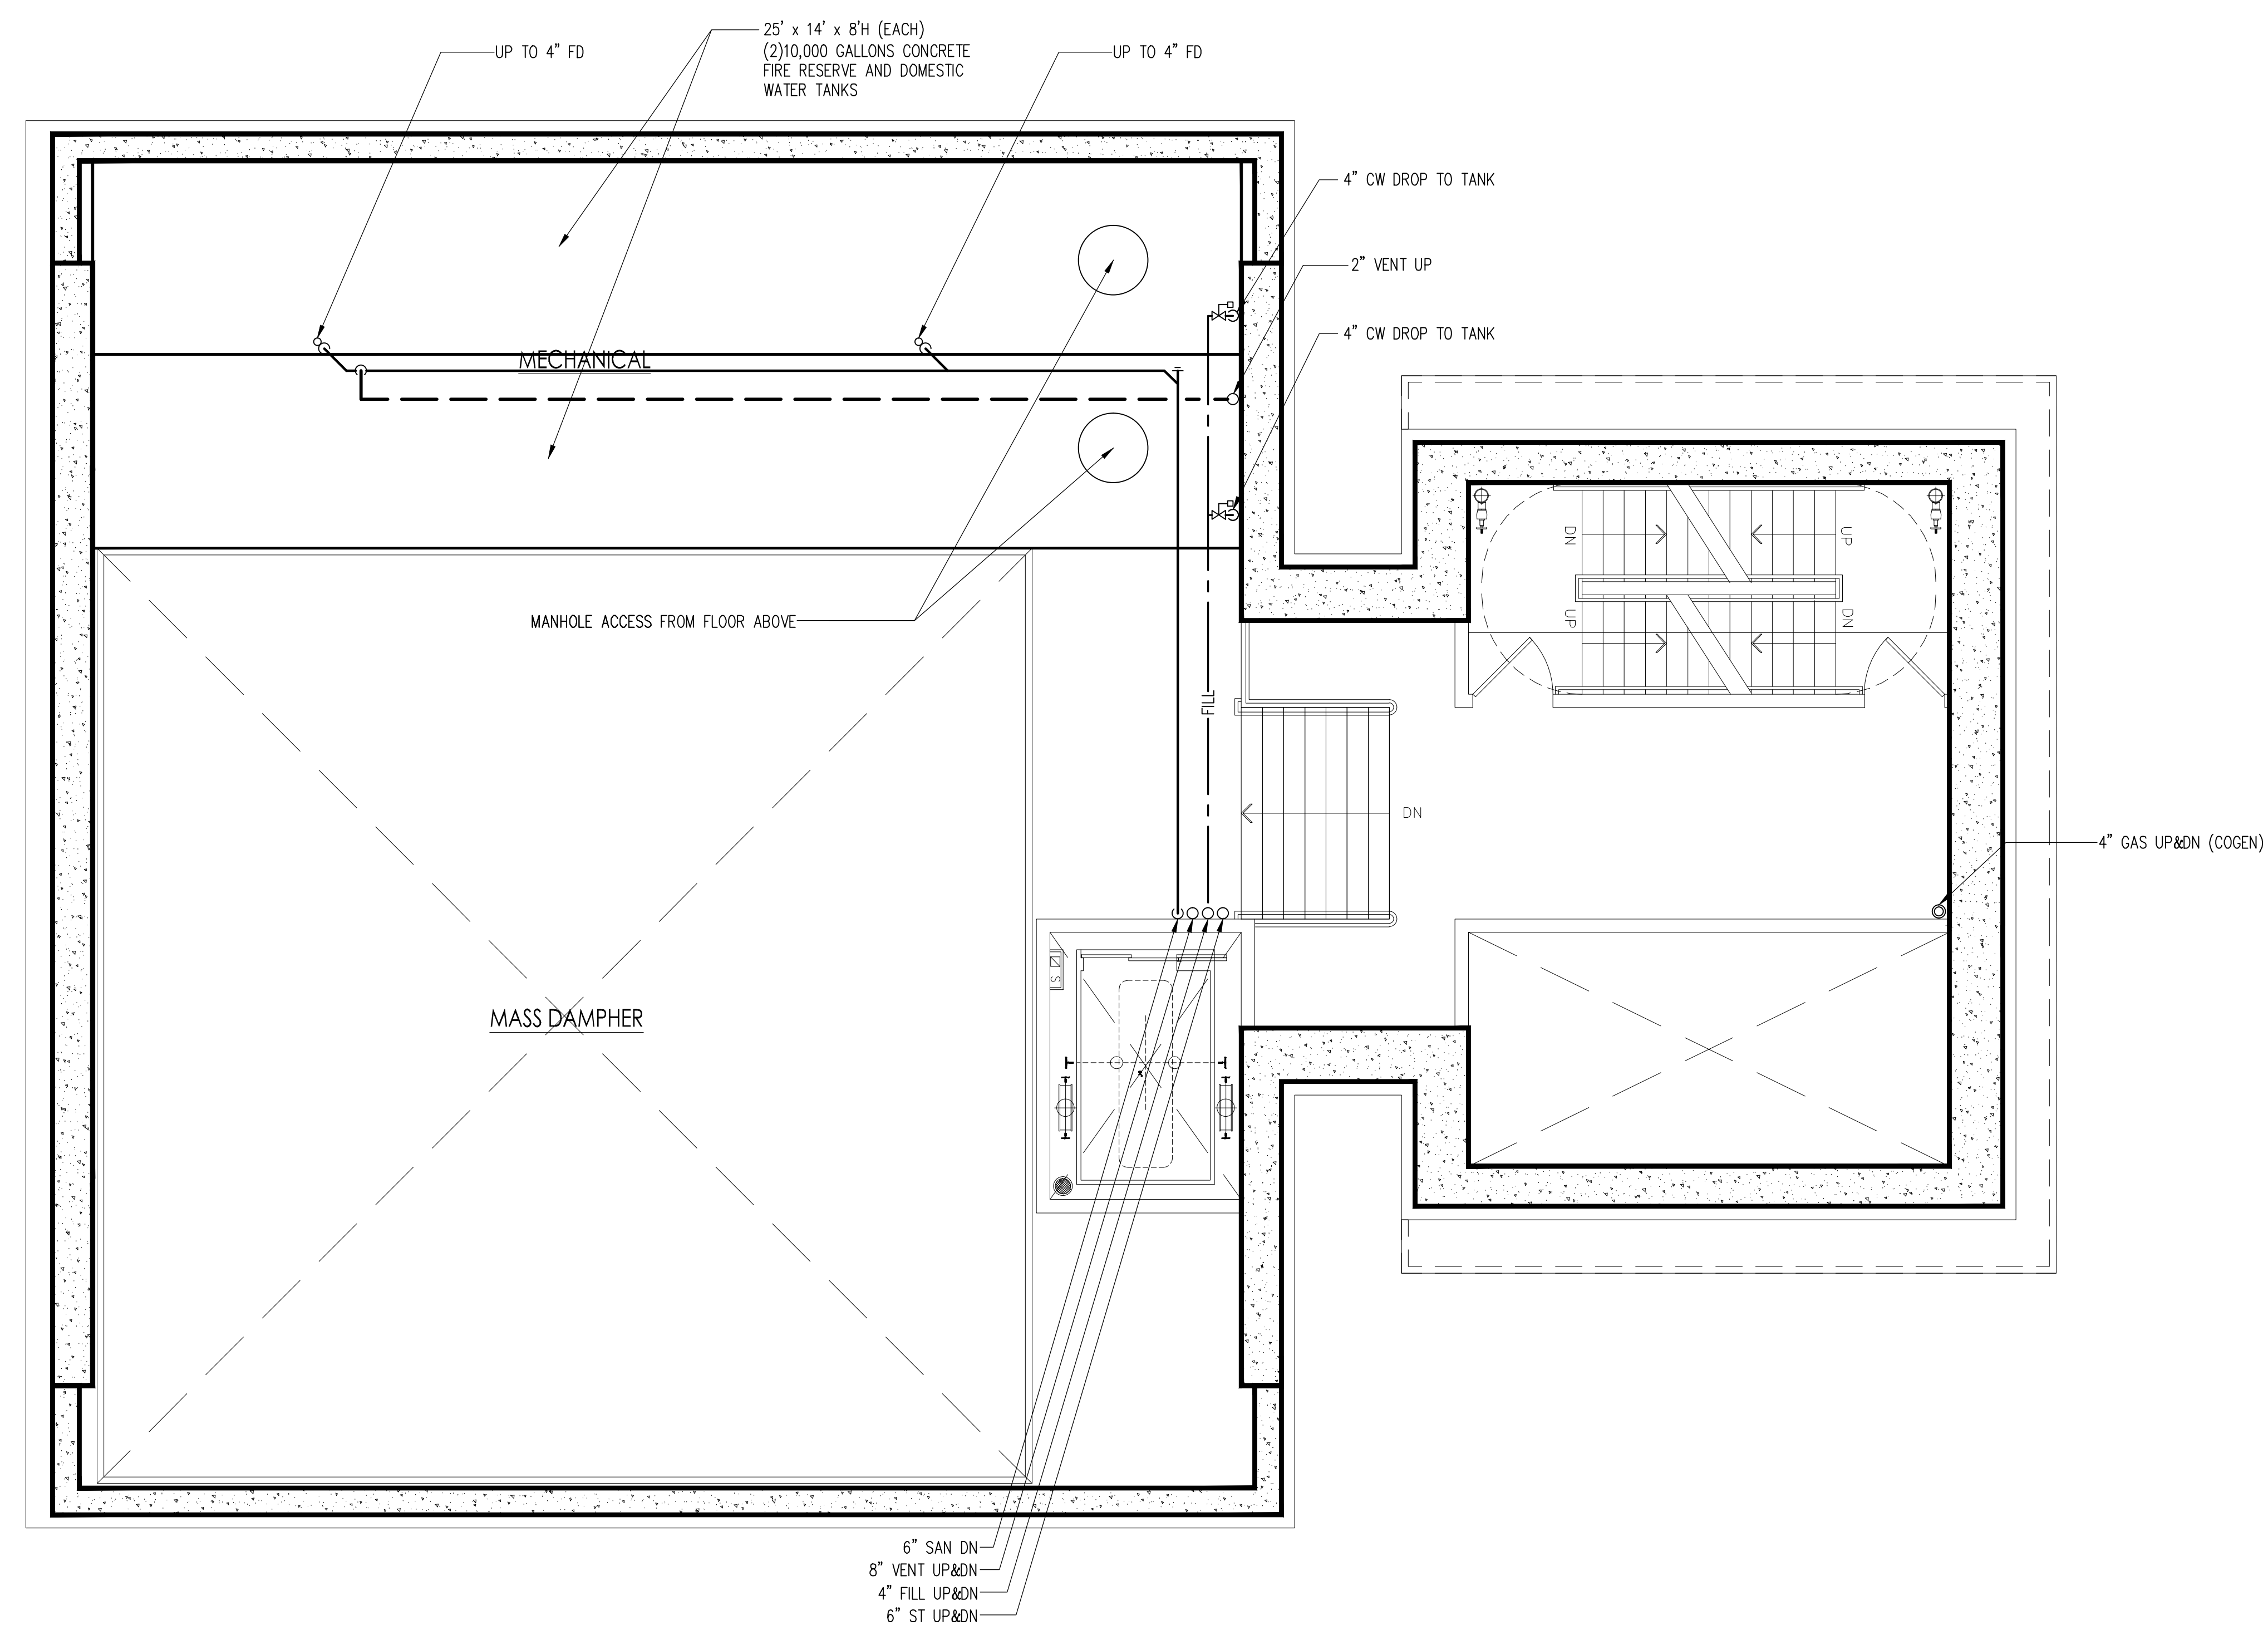 25' x 14' x 8'H (EACH)
(2)10,000 GALLONS CONCRETE
FIRE RESERVE AND DOMESTIC
WATER TANKS
UP TO 4" FD
UP TO 4" FD
4" CW DROP TO TANK
2" VENT UP
4" CW DROP TO TANK
MECHANICAL
DN
UP
UP
DN
MANHOLE ACCESS FROM FLOOR ABOVE
FILL
DN
4" GAS UP&DN (COGEN)
S
MASS DAMPHER
6" SAN DN
8" VENT UP&DN
4" FILL UP&DN
6" ST UP&DN